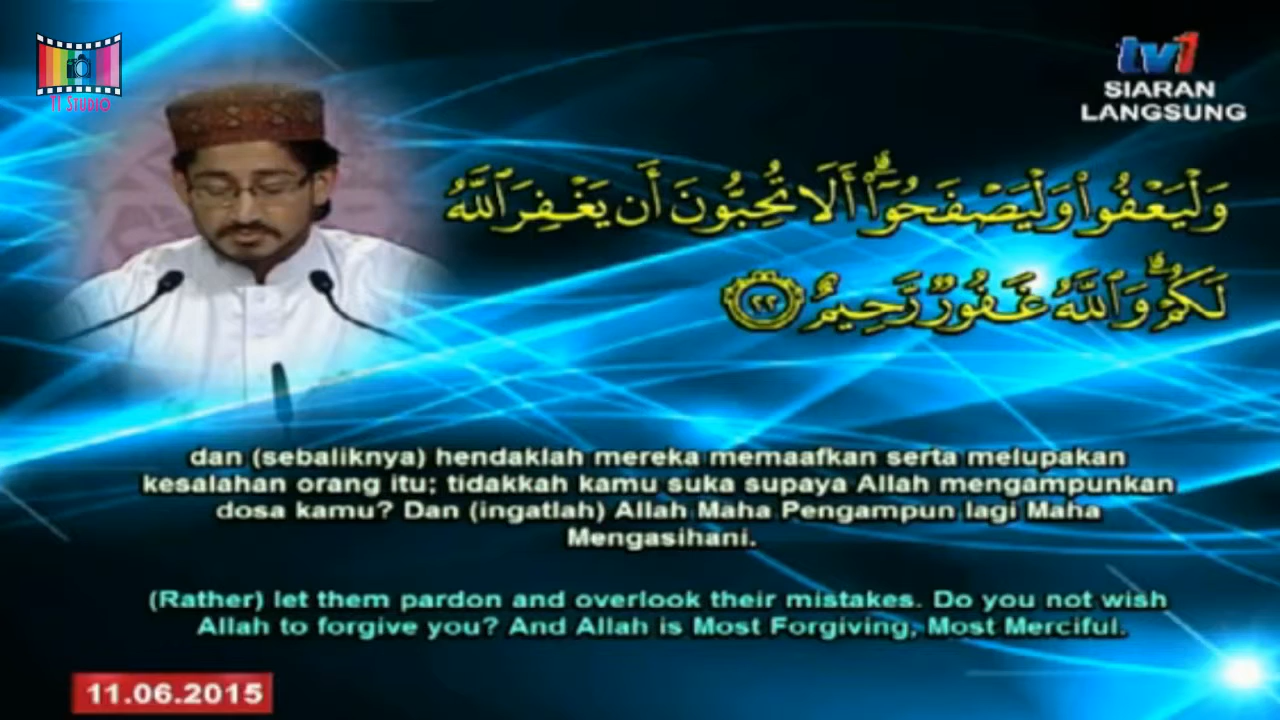 TI STUDIO
tv1
SIARAN
LANGSUNG
وَلْيَعْفُوا۟ وَلْيَصْفَحُوٓا۟ ۗ أَلَا تُحِبُّونَ أَن يَغْفِرَ ٱللَّهُ
لَكُمْ ۗ وَٱللَّهُ غَفُورٌ رَّحِيمٌ ٢٢
dan (sebaliknya) hendaklah mereka memaafkan serta melupakan
kesalahan orang itu; tidakkah kamu suka supaya Allah mengampunkan
dosa kamu? Dan (ingatlah) Allah Maha Pengampun lagi Maha
Mengasihani.
(Rather) let them pardon and overlook their mistakes. Do you not wish
Allah to forgive you? And Allah is Most Forgiving, Most Merciful.
11.06.2015